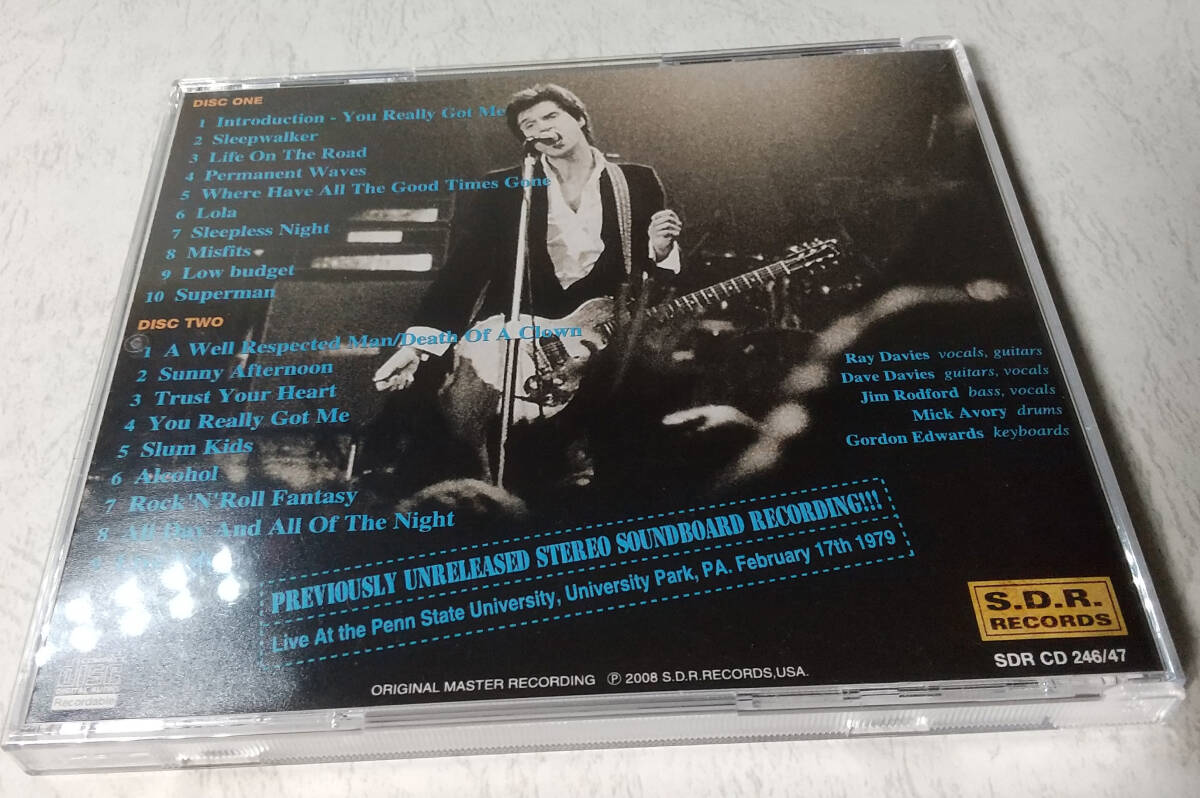 DISC ONE
1 Introduction - You Really Got Me
2 Sleepwalker
3 Life On The Road
4 Permanent Waves
5 Where Have All The Good Times Gone
6 Lola
7 Sleepless Night
8 Misfits
9 Low budget
10 Superman
DISC TWO
1 A Well Respected Man/Death Of A Clown
2 Sunny Afternoon
3 Trust Your Heart
4 You Really Got Me
5 Slum Kids
6 Alcohol
7 Rock'N'Roll Fantasy
8 All Day And All Of The Night
Ray Davies vocals, guitars
Dave Davies guitars, vocals
Jim Rodford bass, vocals
Mick Avory drums
Gordon Edwards keyboards
PREVIOUSLY UNRELEASED STEREO SOUNDBOARD RECORDING!!!
Live At the Penn State University, University Park, PA. February 17th 1979
S.D.R.
RECORDS
SDR CD 246/47
ORIGINAL MASTER RECORDING ℗ 2008 S.D.R.RECORDS,USA.
COMPACT
disc
DIGITAL AUDIO
Recordable